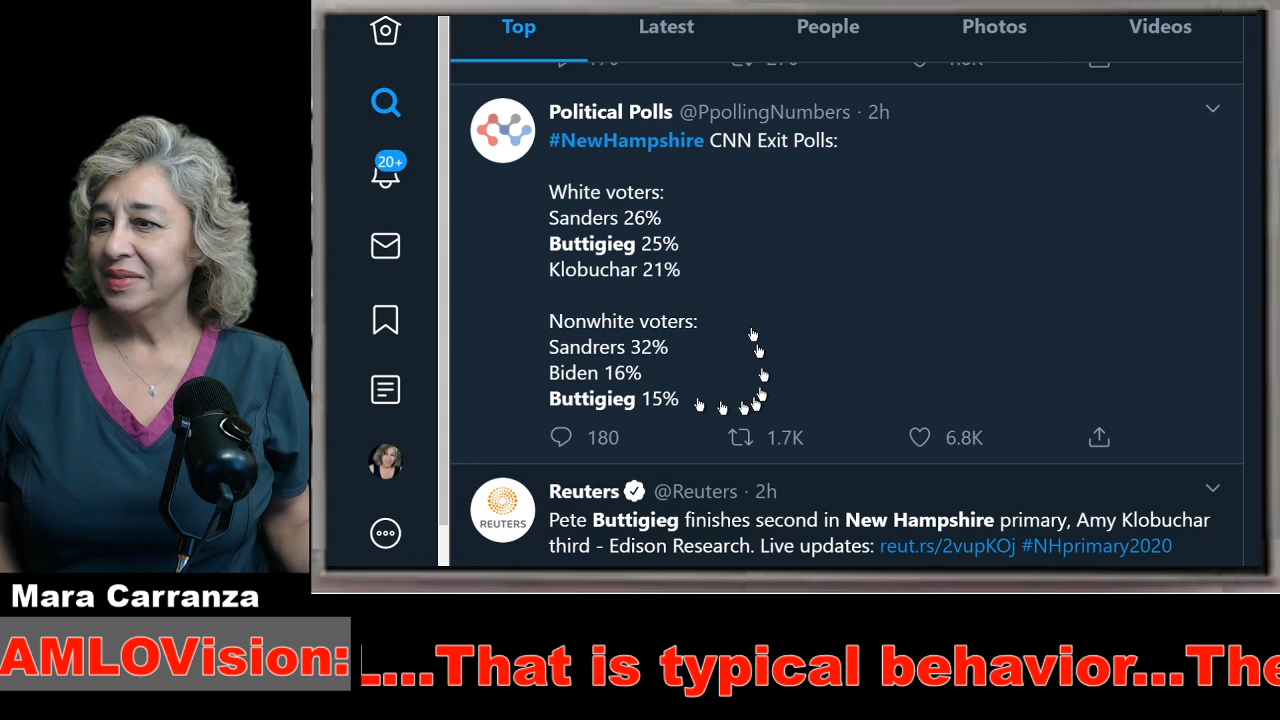 Top Latest People Photos Videos
20+
Political Polls @PpollingNumbers · 2h
#NewHampshire CNN Exit Polls:
White voters:
Sanders 26%
Buttigieg 25%
Klobuchar 21%
Nonwhite voters:
Sandrers 32%
Biden 16%
Buttigieg 15%
180 1.7K 6.8K
REUTERS
Reuters @Reuters · 2h
Pete Buttigieg finishes second in New Hampshire primary, Amy Klobuchar
third - Edison Research. Live updates: reut.rs/2vupKOj #NHprimary2020
Mara Carranza
AMLOVision: ...That is typical behavior...The